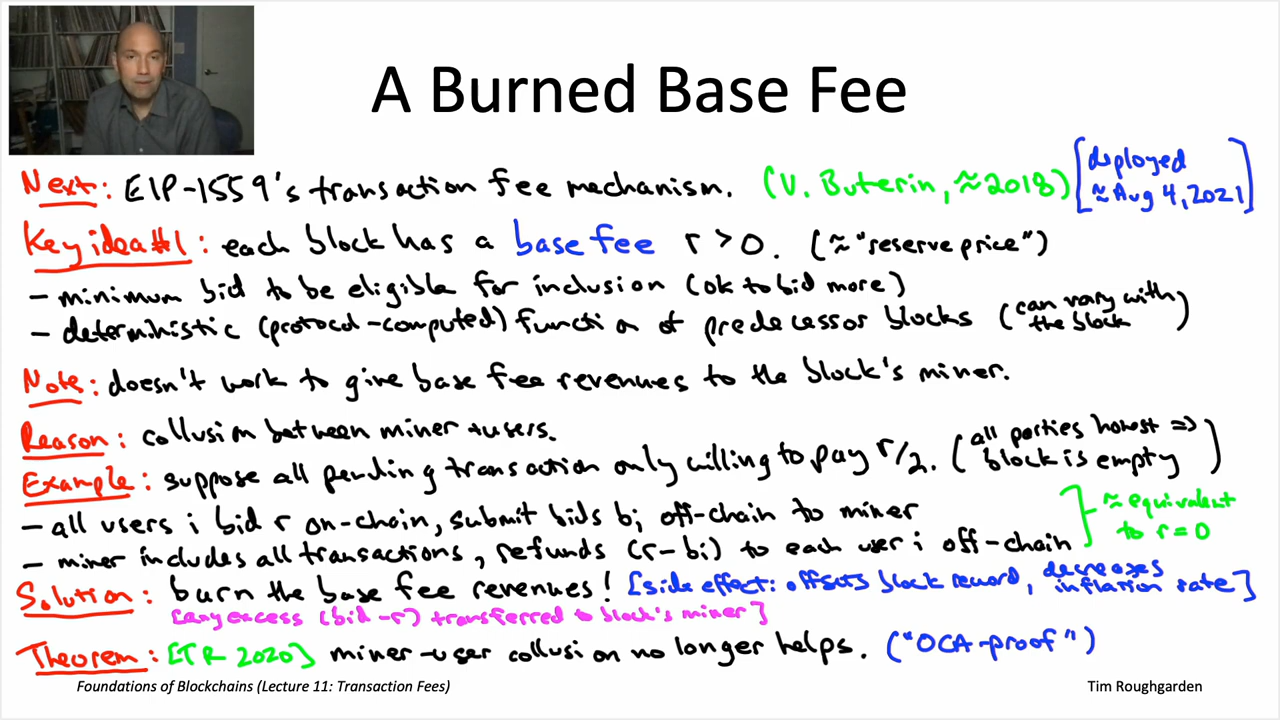 A Burned Base Fee
Next: EIP-1559's transaction fee mechanism. (V. Buterin, ≈2018) [deployed
≈Aug 4, 2021]
Key idea #1: each block has a base fee r > 0. (≈"reserve price")
- minimum bid to be eligible for inclusion (ok to bid more)
- deterministic (protocol-computed) function of predecessor blocks (can vary with
the block)
Note: doesn't work to give base fee revenues to the block's miner.
Reason: collusion between miner + users.
Example: suppose all pending transaction only willing to pay r/2. (all parties honest =>
block is empty)
- all users i bid r on-chain, submit bids bi off-chain to miner
- miner includes all transactions, refunds (r-bi) to each user i off-chain
} ≈ equivalent
to r=0
Solution: burn the base fee revenues! [side effect: offsets block reward, decreases
inflation rate]
[any excess (bid-r) transferred to block's miner]
Theorem: [TR 2020] miner-user collusion no longer helps. ("OCA-proof")
Foundations of Blockchains (Lecture 11: Transaction Fees)
Tim Roughgarden